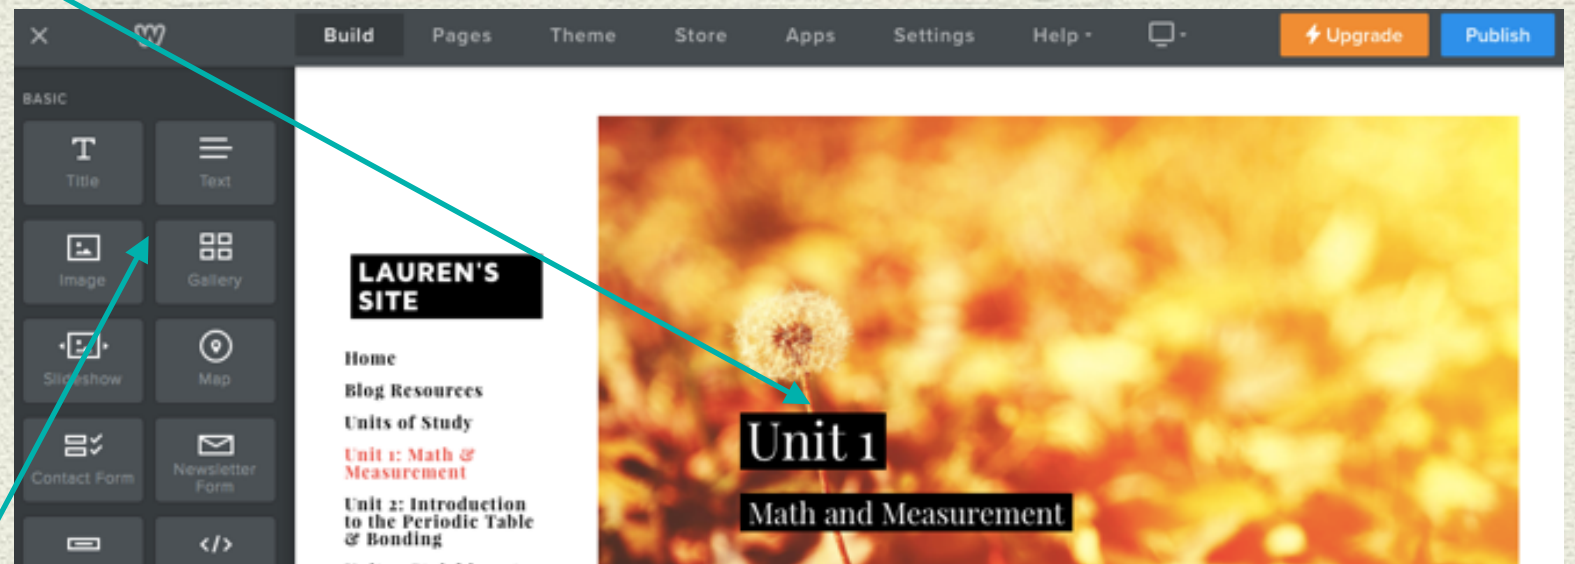 Build Pages Theme Store Apps Settings Help Upgrade Publish
BASIC
Title Text
Image Gallery
Slideshow Map
Contact Form Newsletter Form
LAUREN'S
SITE
Home
Blog Resources
Units of Study
Unit 1: Math &
Measurement
Unit 2: Introduction
to the Periodic Table
& Bonding
Unit 1
Math and Measurement